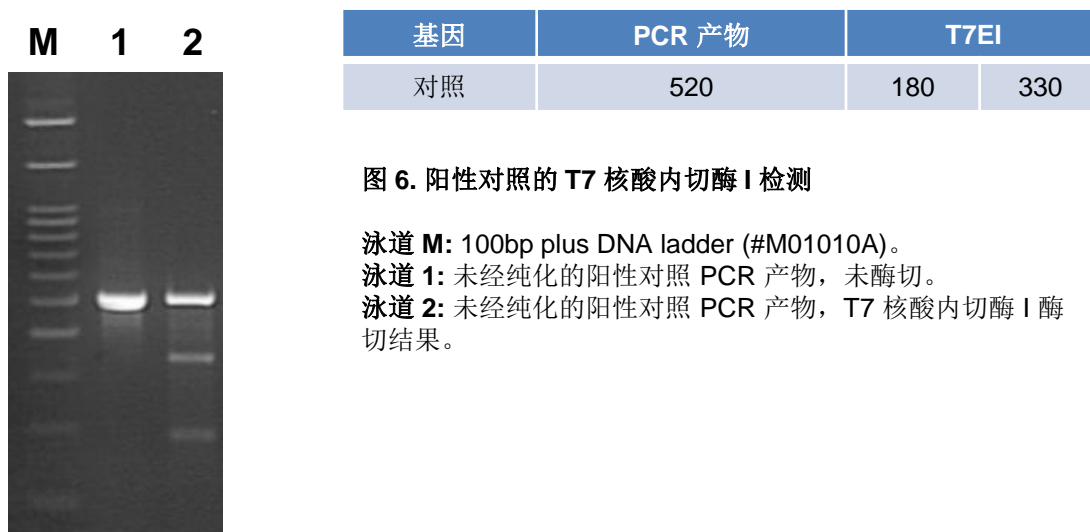 M 1 2
基因 PCR 产物 T7EI
对照 520 180 330
图 6. 阳性对照的 T7 核酸内切酶 I 检测
泳道 M: 100bp plus DNA ladder (#M01010A)。
泳道 1: 未经纯化的阳性对照 PCR 产物，未酶切。
泳道 2: 未经纯化的阳性对照 PCR 产物，T7 核酸内切酶 I 酶
切结果。